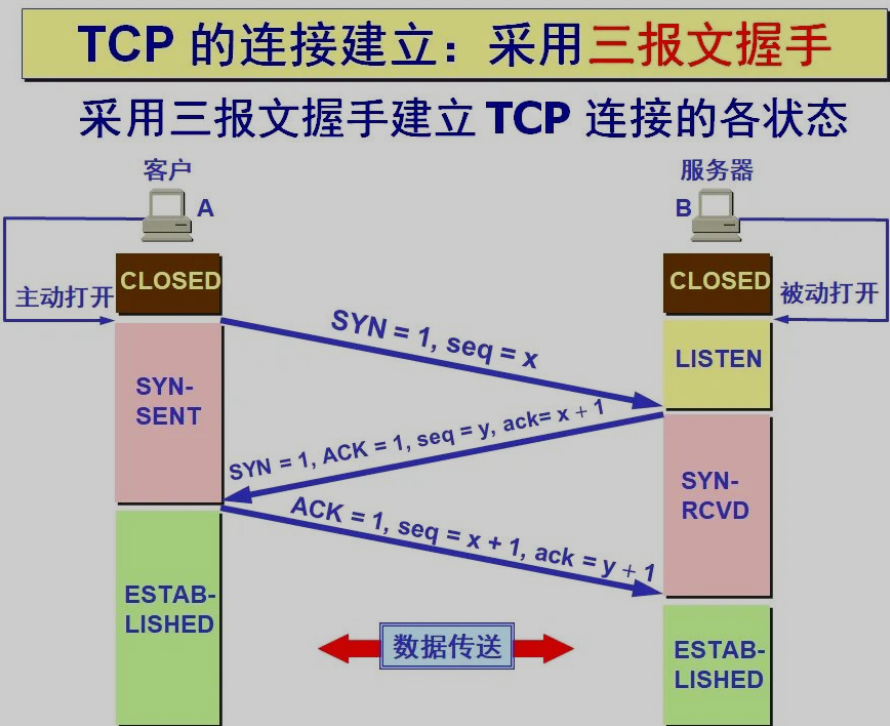 TCP 的连接建立：采用三报文握手
采用三报文握手建立 TCP 连接的各状态
客户
服务器
A
B
CLOSED
CLOSED
主动打开
被动打开
SYN = 1, seq = x
LISTEN
SYN-
SENT
SYN = 1, ACK = 1, seq = y, ack= x + 1
SYN-
RCVD
ACK = 1, seq = x + 1, ack = y + 1
ESTAB-
LISHED
数据传送
ESTAB-
LISHED